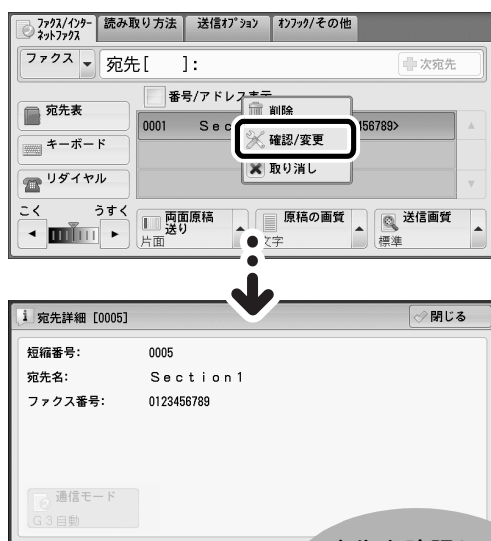 ファクス/インターネットファクス 読み取り方法 送信オプション オンフック/その他
ファクス 宛先[ ]: 次宛先
番号/アドレス表示
宛先表
削除
0001 Sec 456789>
確認/変更
キーボード
取り消し
リダイヤル
こく うすく
両面原稿送り 原稿の画質 送信画質
片面 文字 標準
宛先詳細 [0005] 閉じる
短縮番号: 0005
宛先名: Section1
ファクス番号: 0123456789
通信モード
G3自動